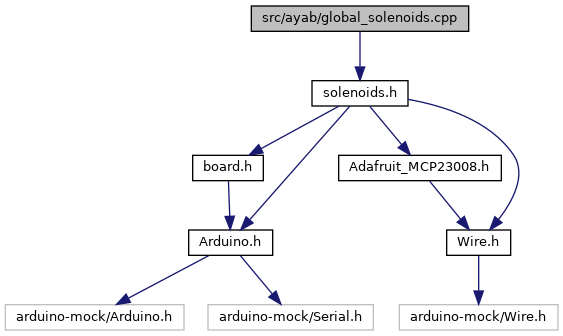 src/ayab/global_solenoids.cpp
solenoids.h
board.h
Adafruit_MCP23008.h
Arduino.h
Wire.h
arduino-mock/Arduino.h
arduino-mock/Serial.h
arduino-mock/Wire.h